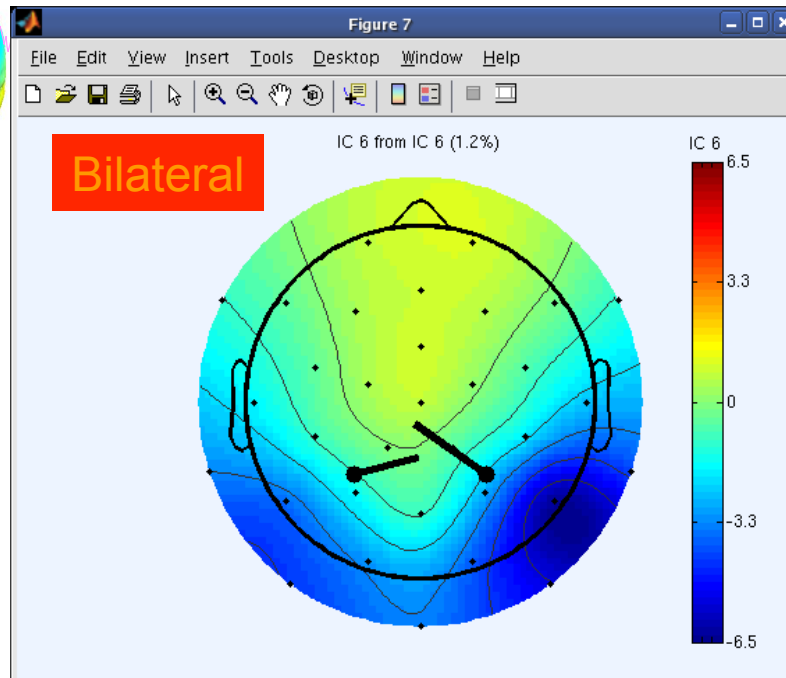 Figure 7
File Edit View Insert Tools Desktop Window Help
Bilateral
IC 6 from IC 6 (1.2%)
IC 6
6.5
3.3
0
-3.3
-6.5